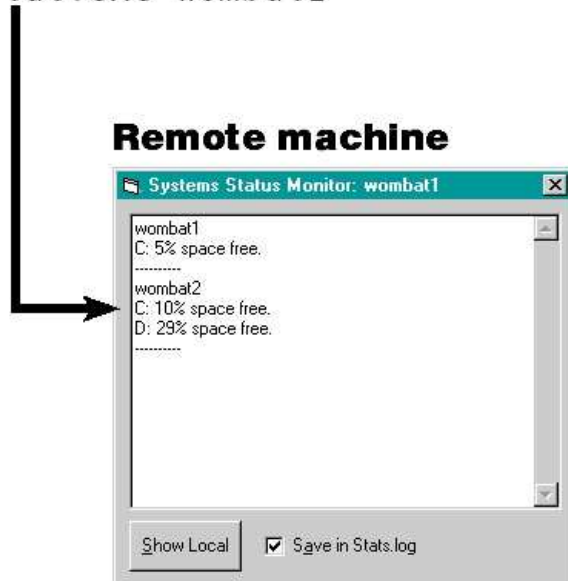 Remote machine
Systems Status Monitor: wombat1
wombat1
C: 5% space free.
----------
wombat2
C: 10% space free.
D: 29% space free.
----------
Show Local
Save in Stats.log